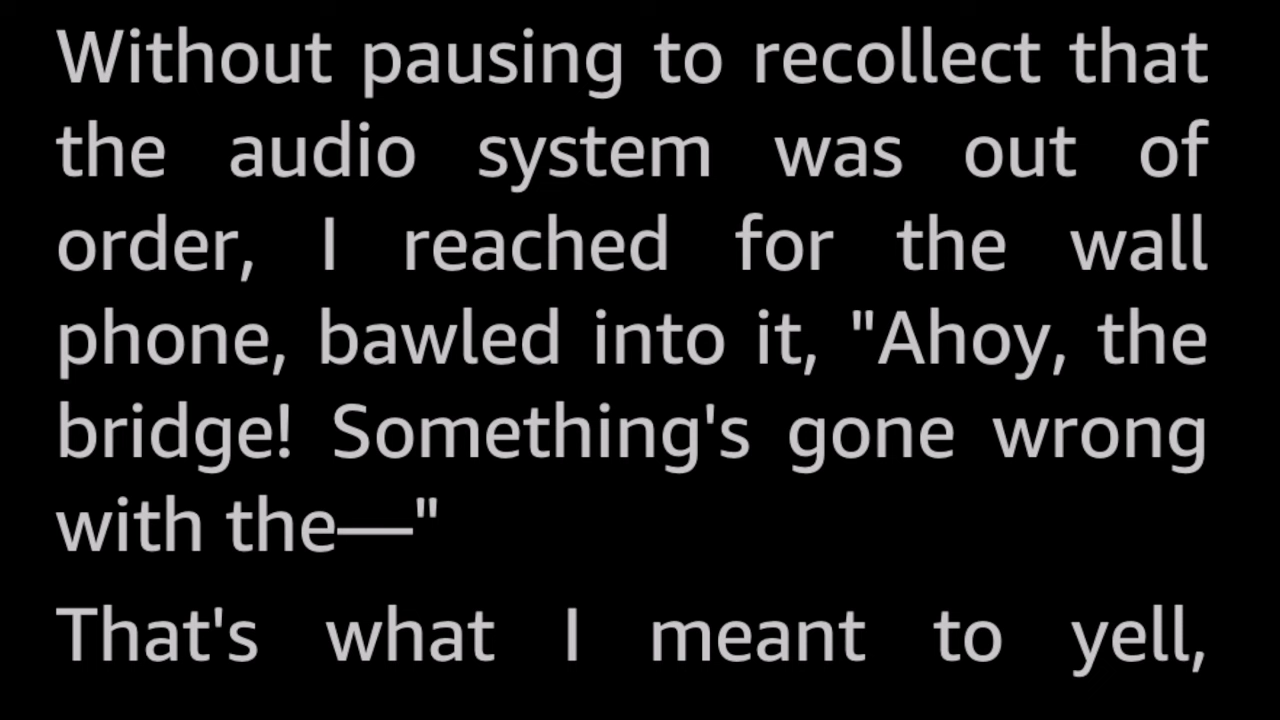 Without pausing to recollect that
the audio system was out of
order, I reached for the wall
phone, bawled into it, "Ahoy, the
bridge! Something's gone wrong
with the—"
That's what I meant to yell,